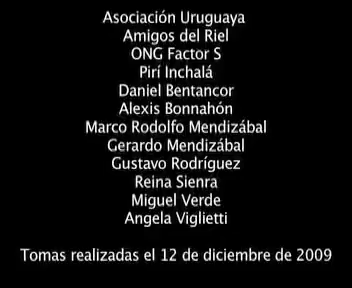 Asociación Uruguaya
Amigos del Riel
ONG Factor S
Pirí Inchalá
Daniel Bentancor
Alexis Bonnahón
Marco Rodolfo Mendizábal
Gerardo Mendizábal
Gustavo Rodríguez
Reina Sienra
Miguel Verde
Angela Viglietti
Tomas realizadas el 12 de diciembre de 2009